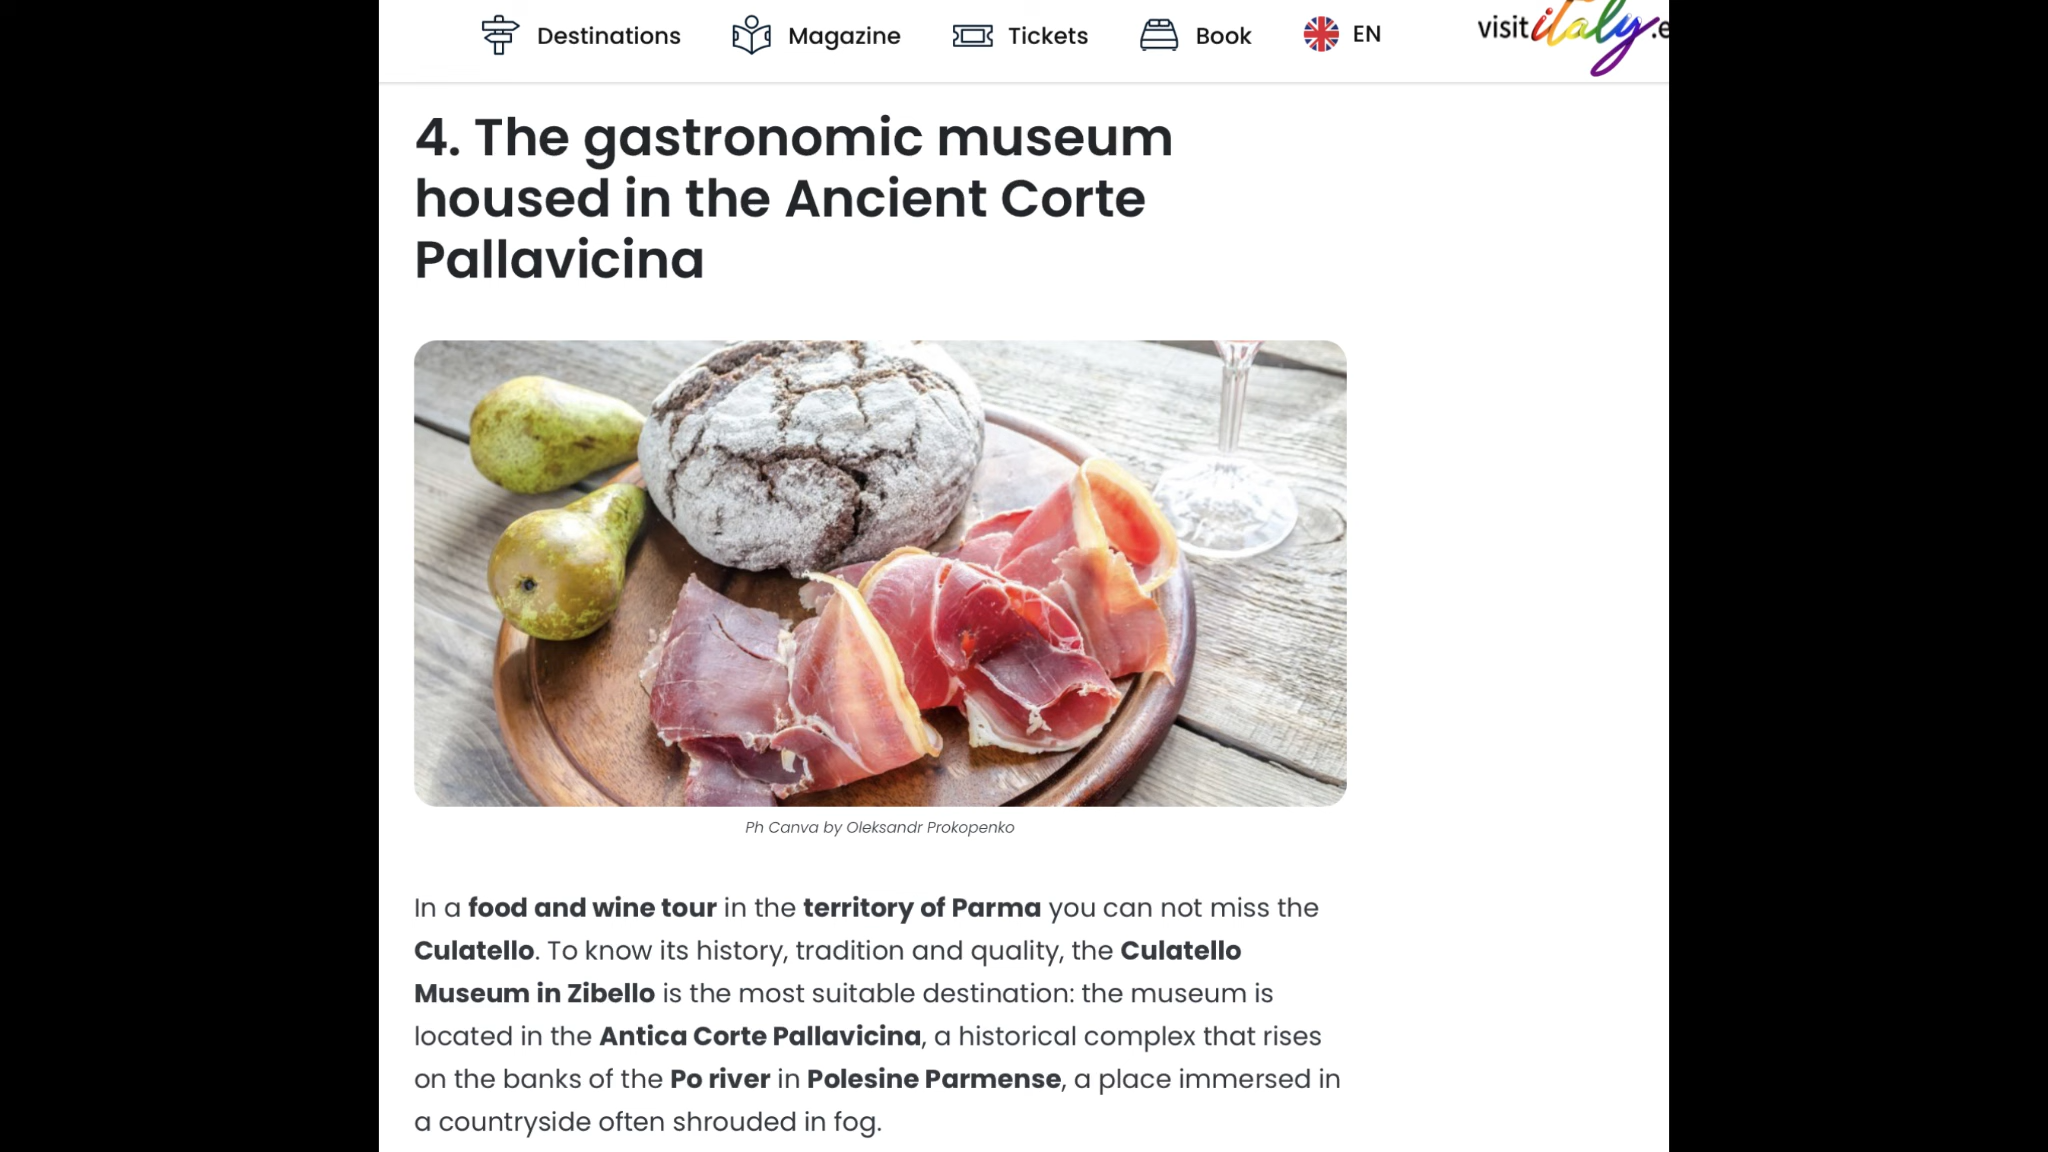 Destinations Magazine Tickets Book EN visititaly.e
4. The gastronomic museum
housed in the Ancient Corte
Pallavicina
Ph Canva by Oleksandr Prokopenko
In a food and wine tour in the territory of Parma you can not miss the
Culatello. To know its history, tradition and quality, the Culatello
Museum in Zibello is the most suitable destination: the museum is
located in the Antica Corte Pallavicina, a historical complex that rises
on the banks of the Po river in Polesine Parmense, a place immersed in
a countryside often shrouded in fog.